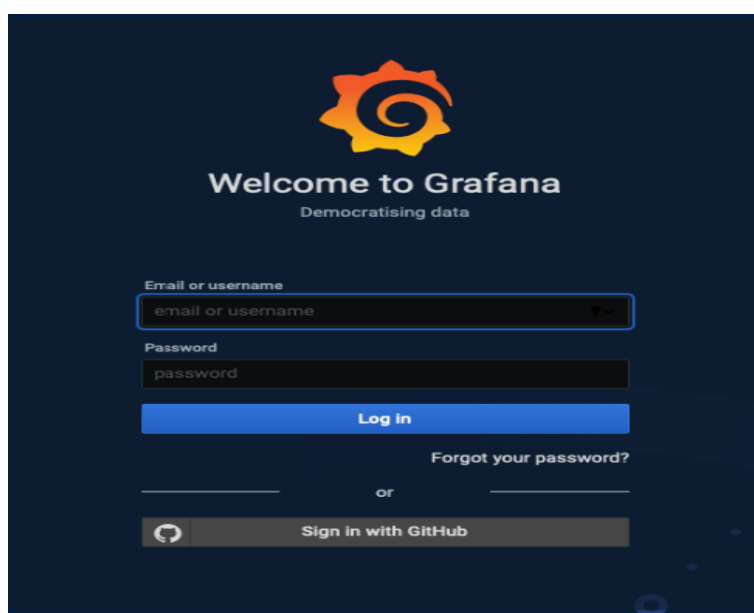 Welcome to Grafana
Democratising data
Email or username
email or username
Password
password
Log in
Forgot your password?
or
Sign in with GitHub